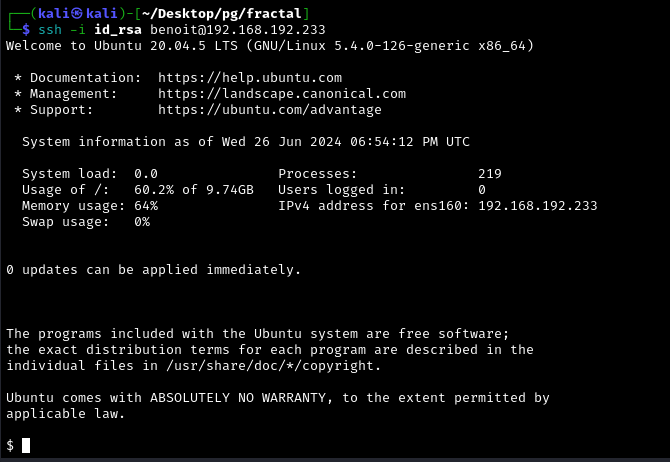 ┌──(kali㉿kali)-[~/Desktop/pg/fractal]
└─$ ssh -i id_rsa benoit@192.168.192.233
Welcome to Ubuntu 20.04.5 LTS (GNU/Linux 5.4.0-126-generic x86_64)
* Documentation:  https://help.ubuntu.com
* Management:     https://landscape.canonical.com
* Support:        https://ubuntu.com/advantage
System information as of Wed 26 Jun 2024 06:54:12 PM UTC
System load:  0.0               Processes:               219
Usage of /:   60.2% of 9.74GB   Users logged in:         0
Memory usage: 64%               IPv4 address for ens160: 192.168.192.233
Swap usage:   0%
0 updates can be applied immediately.
The programs included with the Ubuntu system are free software;
the exact distribution terms for each program are described in the
individual files in /usr/share/doc/*/copyright.
Ubuntu comes with ABSOLUTELY NO WARRANTY, to the extent permitted by
applicable law.
$